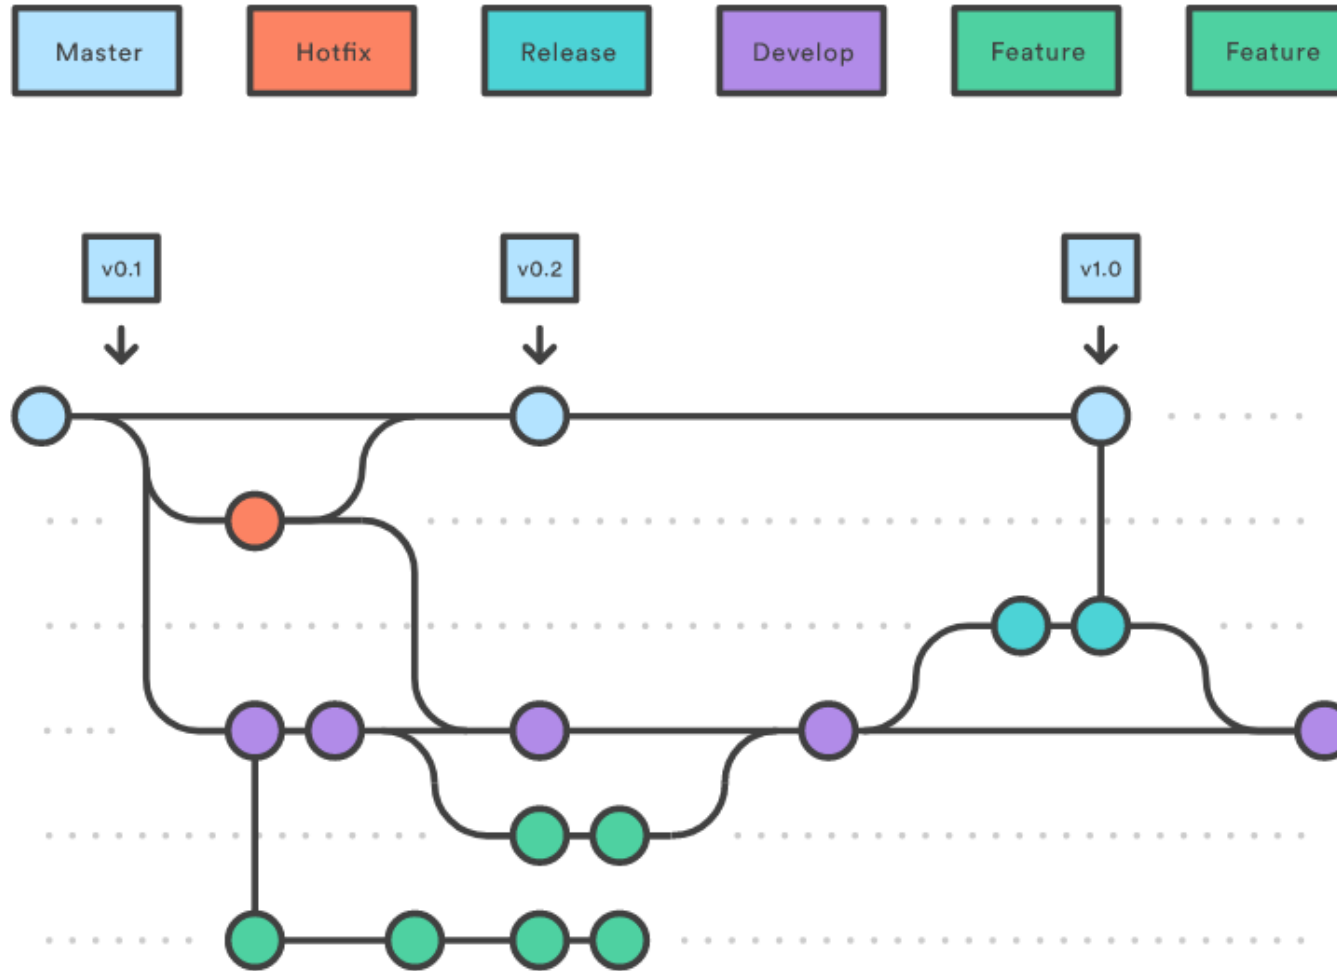 Master
Hotfix
Release
Develop
Feature
Feature
v0.1
v0.2
v1.0